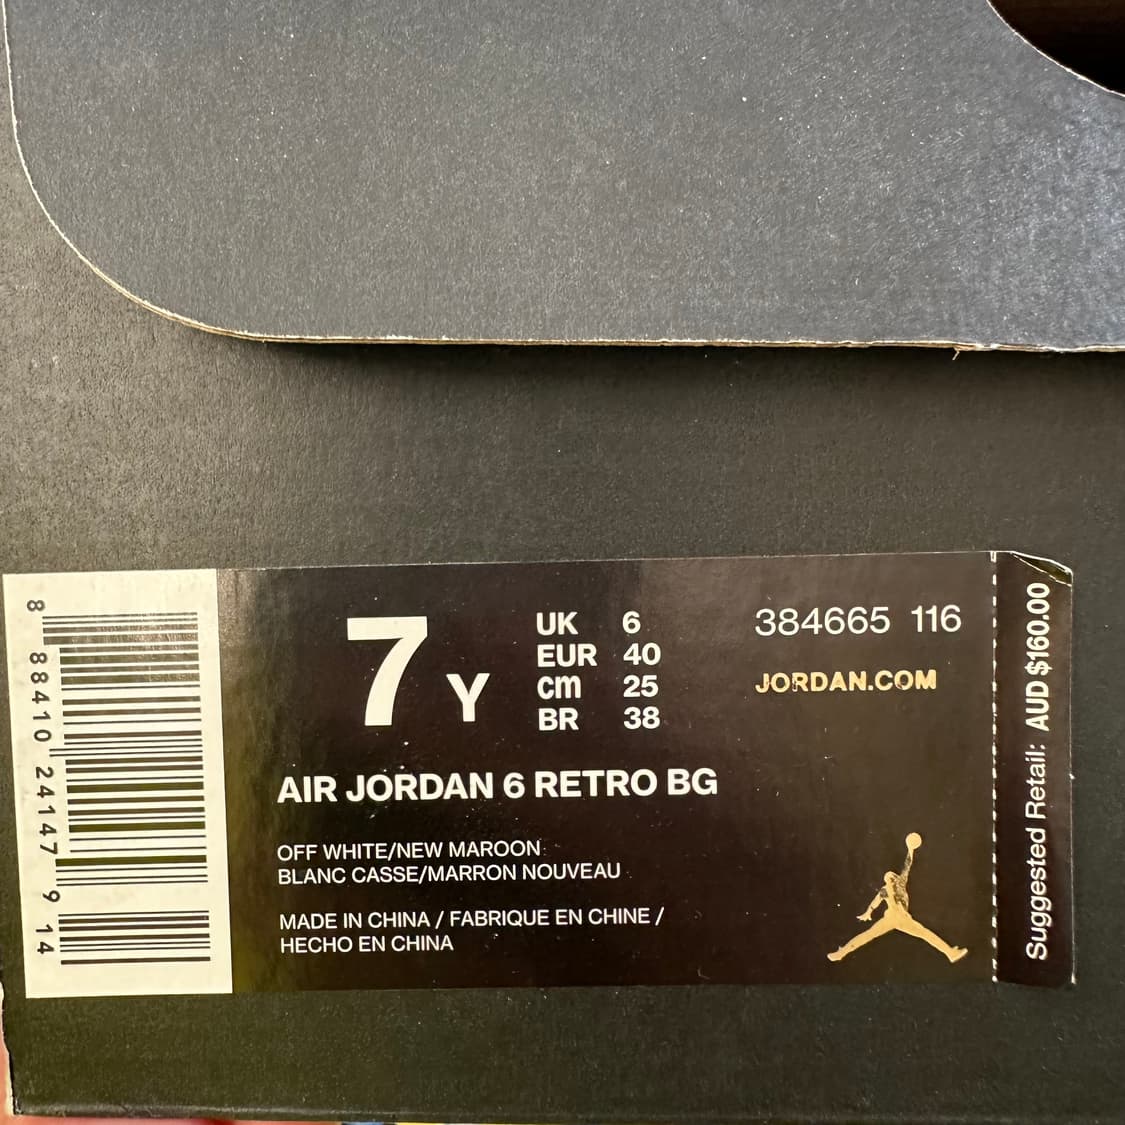 8 88410 24147 9 14
7 Y
UK 6
EUR 40
cm 25
BR 38
384665 116
JORDAN.COM
AIR JORDAN 6 RETRO BG
OFF WHITE/NEW MAROON
BLANC CASSE/MARRON NOUVEAU
MADE IN CHINA / FABRIQUE EN CHINE /
HECHO EN CHINA
Suggested Retail: AUD $160.00